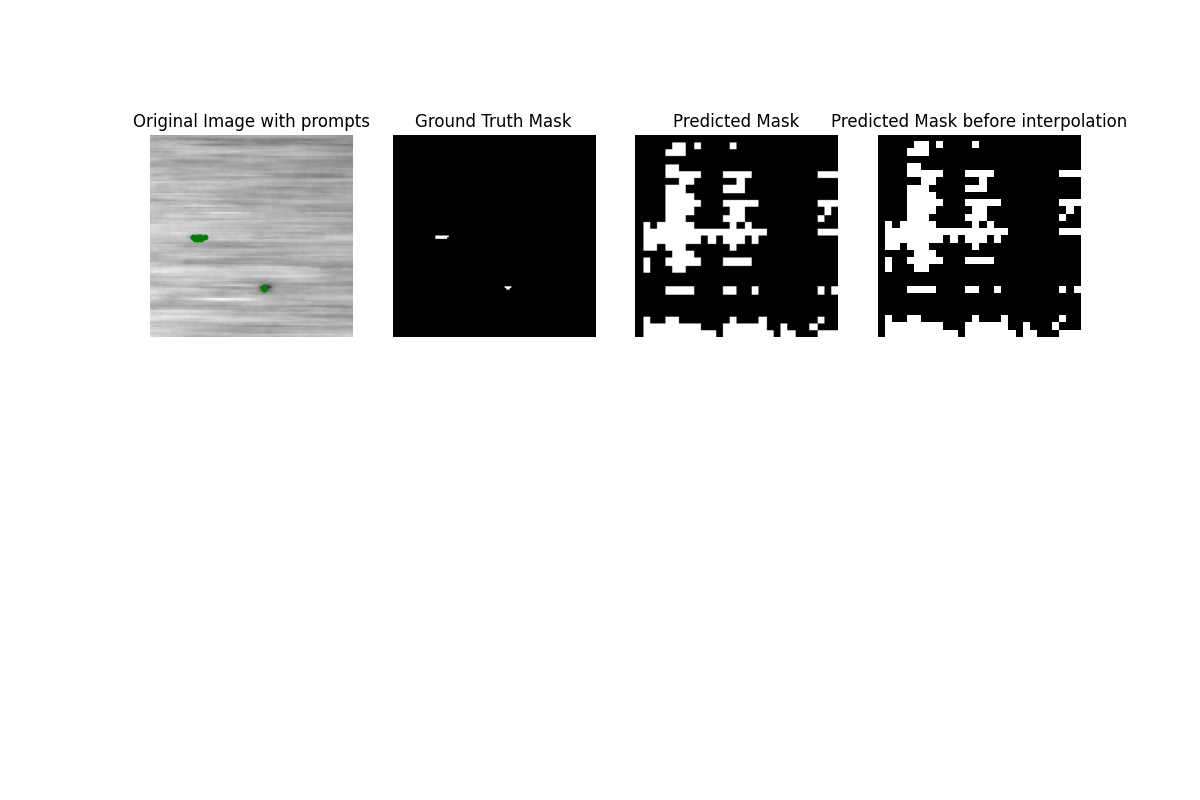 Original Image with prompts
Ground Truth Mask
Predicted Mask
Predicted Mask before interpolation